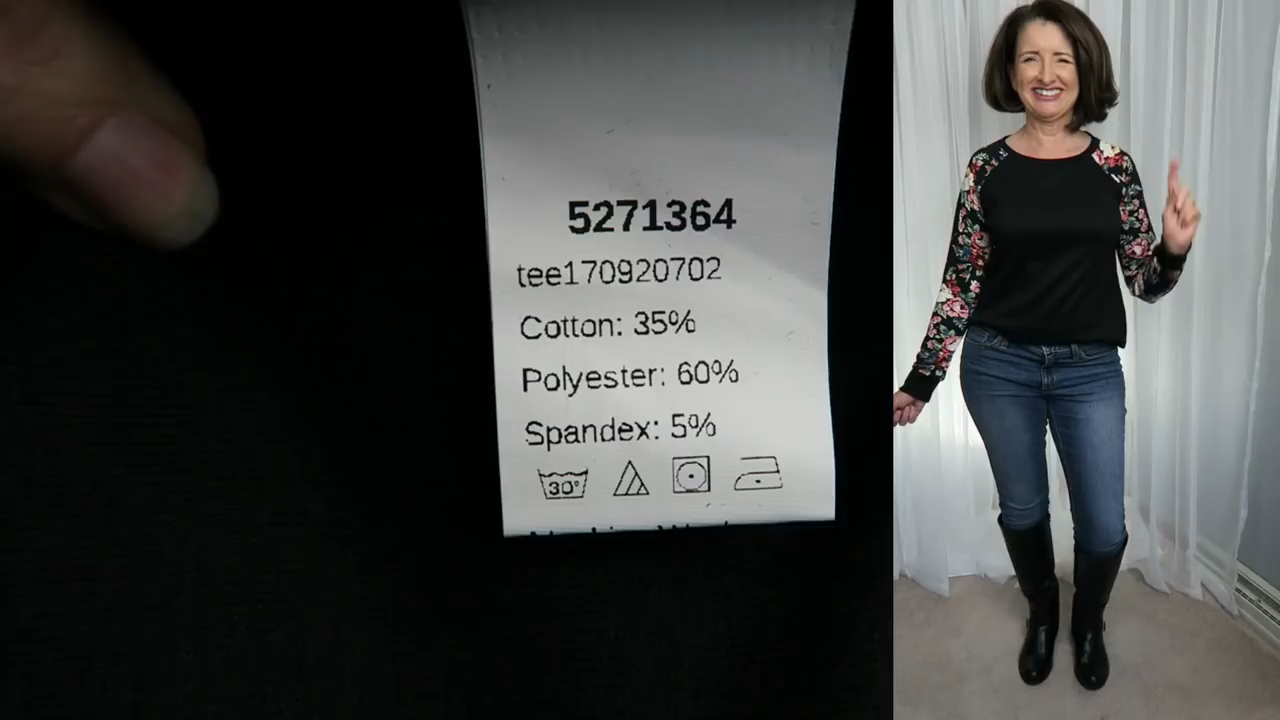 5271364
tee170920702
Cotton: 35%
Polyester: 60%
Spandex: 5%
30°